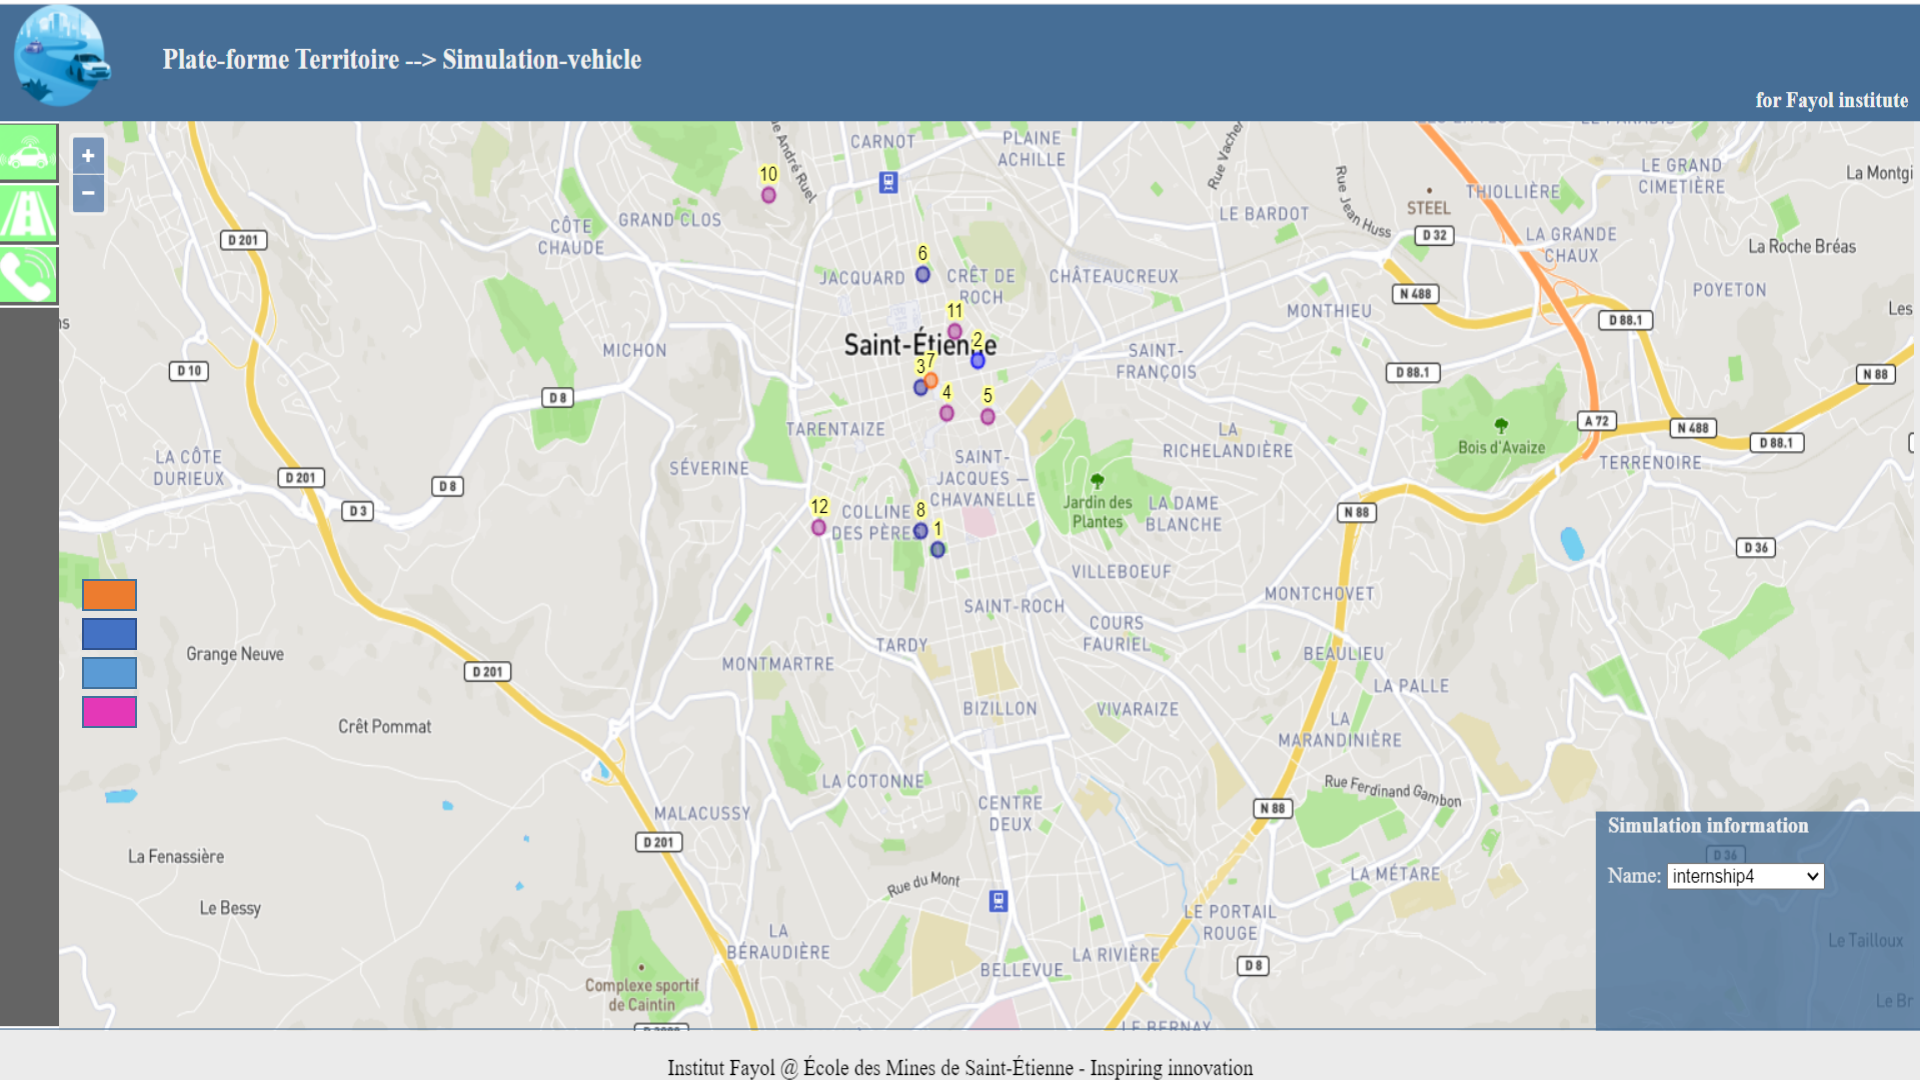 Plate-forme Territoire --> Simulation-vehicle
for Fayol institute
+
−
Rue André Ruel
CARNOT
PLAINE
ACHILLE
Rue Vacher
Rue Jean Huss
STEEL
THIOLLIÈRE
LE GRAND
CIMETIÈRE
La Montgi
10
D 201
CÔTE
CHAUDE
GRAND CLOS
LE BARDOT
D 32
LA GRANDE
CHAUX
La Roche Bréas
6
JACQUARD
CRÊT DE
ROCH
CHÂTEAUCREUX
N 488
MONTHIEU
POYETON
Les
D 88.1
11
Saint-Étienne
2
MICHON
D 10
3
7
SAINT-
FRANÇOIS
D 88.1
N 88
D 8
4
5
TARENTAIZE
LA
RICHELANDIÈRE
A 72
N 488
D 88.1
Bois d'Avaize
TERRENOIRE
LA CÔTE
DURIEUX
D 201
D 8
D 3
SÉVERINE
SAINT-
JACQUES —
CHAVANELLE
Jardin des
Plantes
LA DAME
BLANCHE
N 88
12
COLLINE
DES PÈRES
8
1
D 36
VILLEBOEUF
MONTCHOVET
SAINT-ROCH
COURS
FAURIEL
Grange Neuve
D 201
TARDY
MONTMARTRE
BEAULIEU
LA PALLE
Crêt Pommat
BIZILLON
VIVARAIZE
LA
MARANDINIÈRE
LA COTONNE
Rue Ferdinand Gambon
MALACUSSY
CENTRE
DEUX
N 88
D 201
La Fenassière
Rue du Mont
LA MÉTARE
Le Bessy
LE PORTAIL
ROUGE
LA
BÉRAUDIÈRE
LA RIVIÈRE
BELLEVUE
D 8
Complexe sportif
de Caintin
LE BERNAY
Simulation information
D 36
Name: internship4
Le Tailloux
Le Br
Institut Fayol @ École des Mines de Saint-Étienne - Inspiring innovation